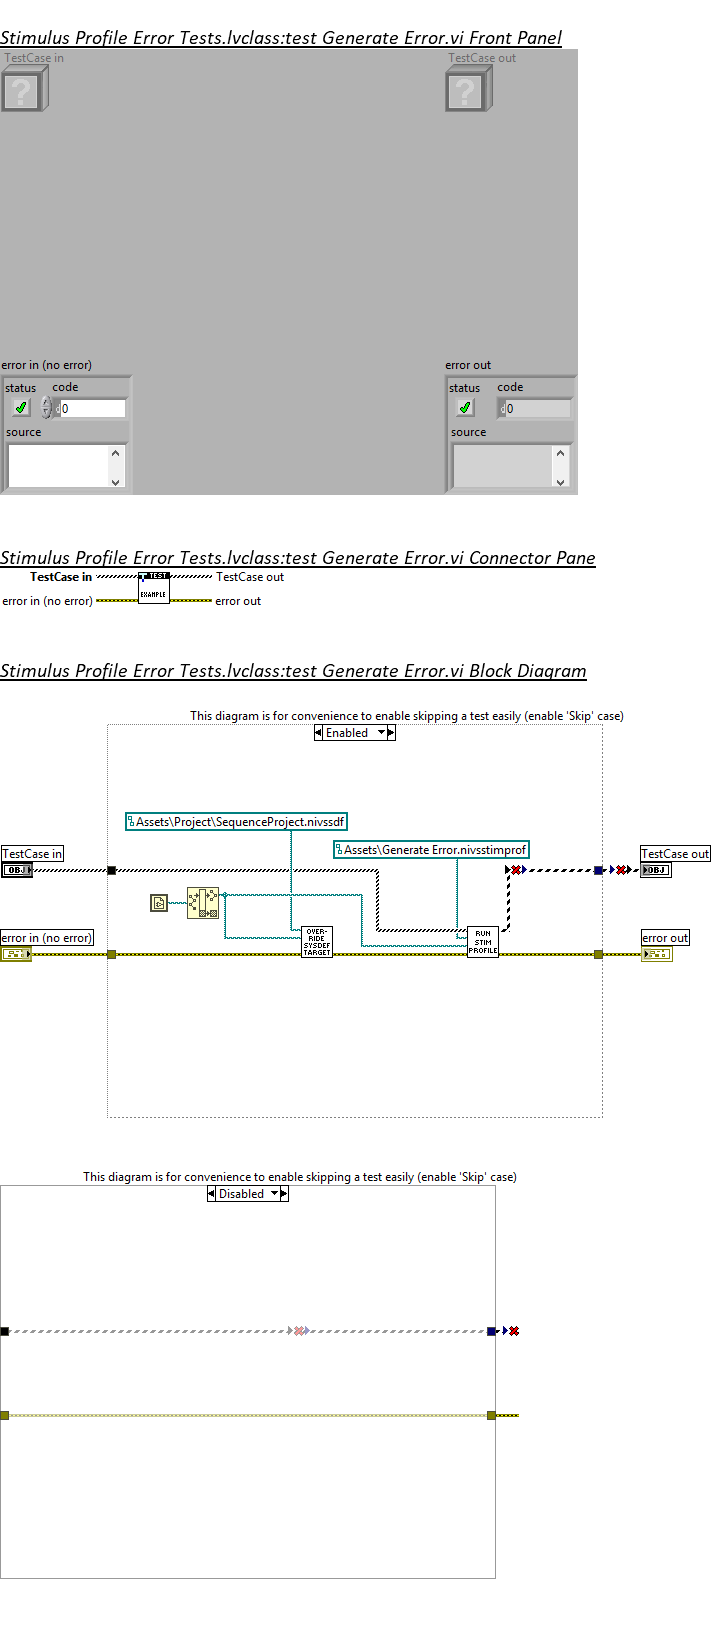 Stimulus Profile Error Tests.lvclass:test Generate Error.vi Front Panel
TestCase in
TestCase out
?
?
error in (no error)
error out
status
code
status
code
d
0
d
0
source
source
Stimulus Profile Error Tests.lvclass:test Generate Error.vi Connector Pane
TestCase in
TEST
TestCase out
error in (no error)
EXAMPLE
error out
Stimulus Profile Error Tests.lvclass:test Generate Error.vi Block Diagram
This diagram is for convenience to enable skipping a test easily (enable 'Skip' case)
Enabled
Assets\Project\SequenceProject.nivssdf
Assets\Generate Error.nivsstimprof
TestCase in
TestCase out
OBJ
OBJ
error in (no error)
error out
OVER-
RIDE
SYSDEF
TARGET
RUN
STIM
PROFILE
This diagram is for convenience to enable skipping a test easily (enable 'Skip' case)
Disabled